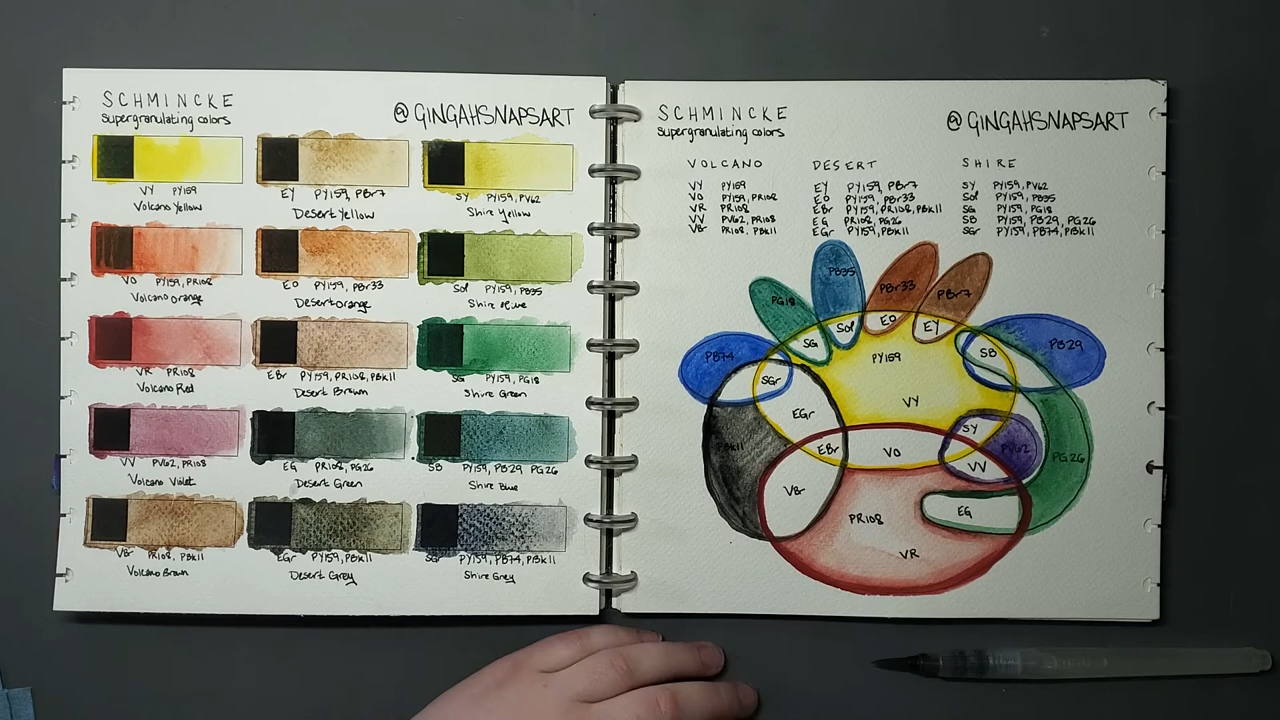 SCHMINCKE
supergranulating colors
@GINGAHSNAPSART
VY PY159
Volcano Yellow
EY PY159, PBr7
Desert Yellow
SY PY159, PV62
Shire Yellow
VO PY159, PR108
Volcano Orange
EO PY159, PBr33
Desert Orange
Sol PY159, PB35
Shire Olive
VR PR108
Volcano Red
EBr PY159, PR108, PBk11
Desert Brown
SG PY159, PG18
Shire Green
VV PV62, PR108
Volcano Violet
EG PR108, PG26
Desert Green
SB PY159, PB29 PG26
Shire Blue
VBr PR108, PBk11
Volcano Brown
EGr PY159, PBk11
Desert Grey
SGr PY159, PB74, PBk11
Shire Grey
SCHMINCKE
supergranulating colors
@GINGAHSNAPSART
VOLCANO
VY PY159
VO PY159, PR108
VR PR108
VV PV62, PR108
VBr PR108, PBk11
DESERT
EY PY159, PBr7
EO PY159, PBr33
EBr PY159, PR108, PBk11
EG PR108, PG26
EGr PY159, PBk11
SHIRE
SY PY159, PV62
Sol PY159, PB35
SG PY159, PG18
SB PY159, PB29, PG26
SGr PY159, PB74, PBk11
PB35
PBr33
PBr7
PG18
Sol
EO
EY
SG
PB74
PY159
SB
PB29
SGr
VY
EGr
SY
PBk11
EBr
VO
PV62
VV
PG26
VBr
PR108
EG
VR